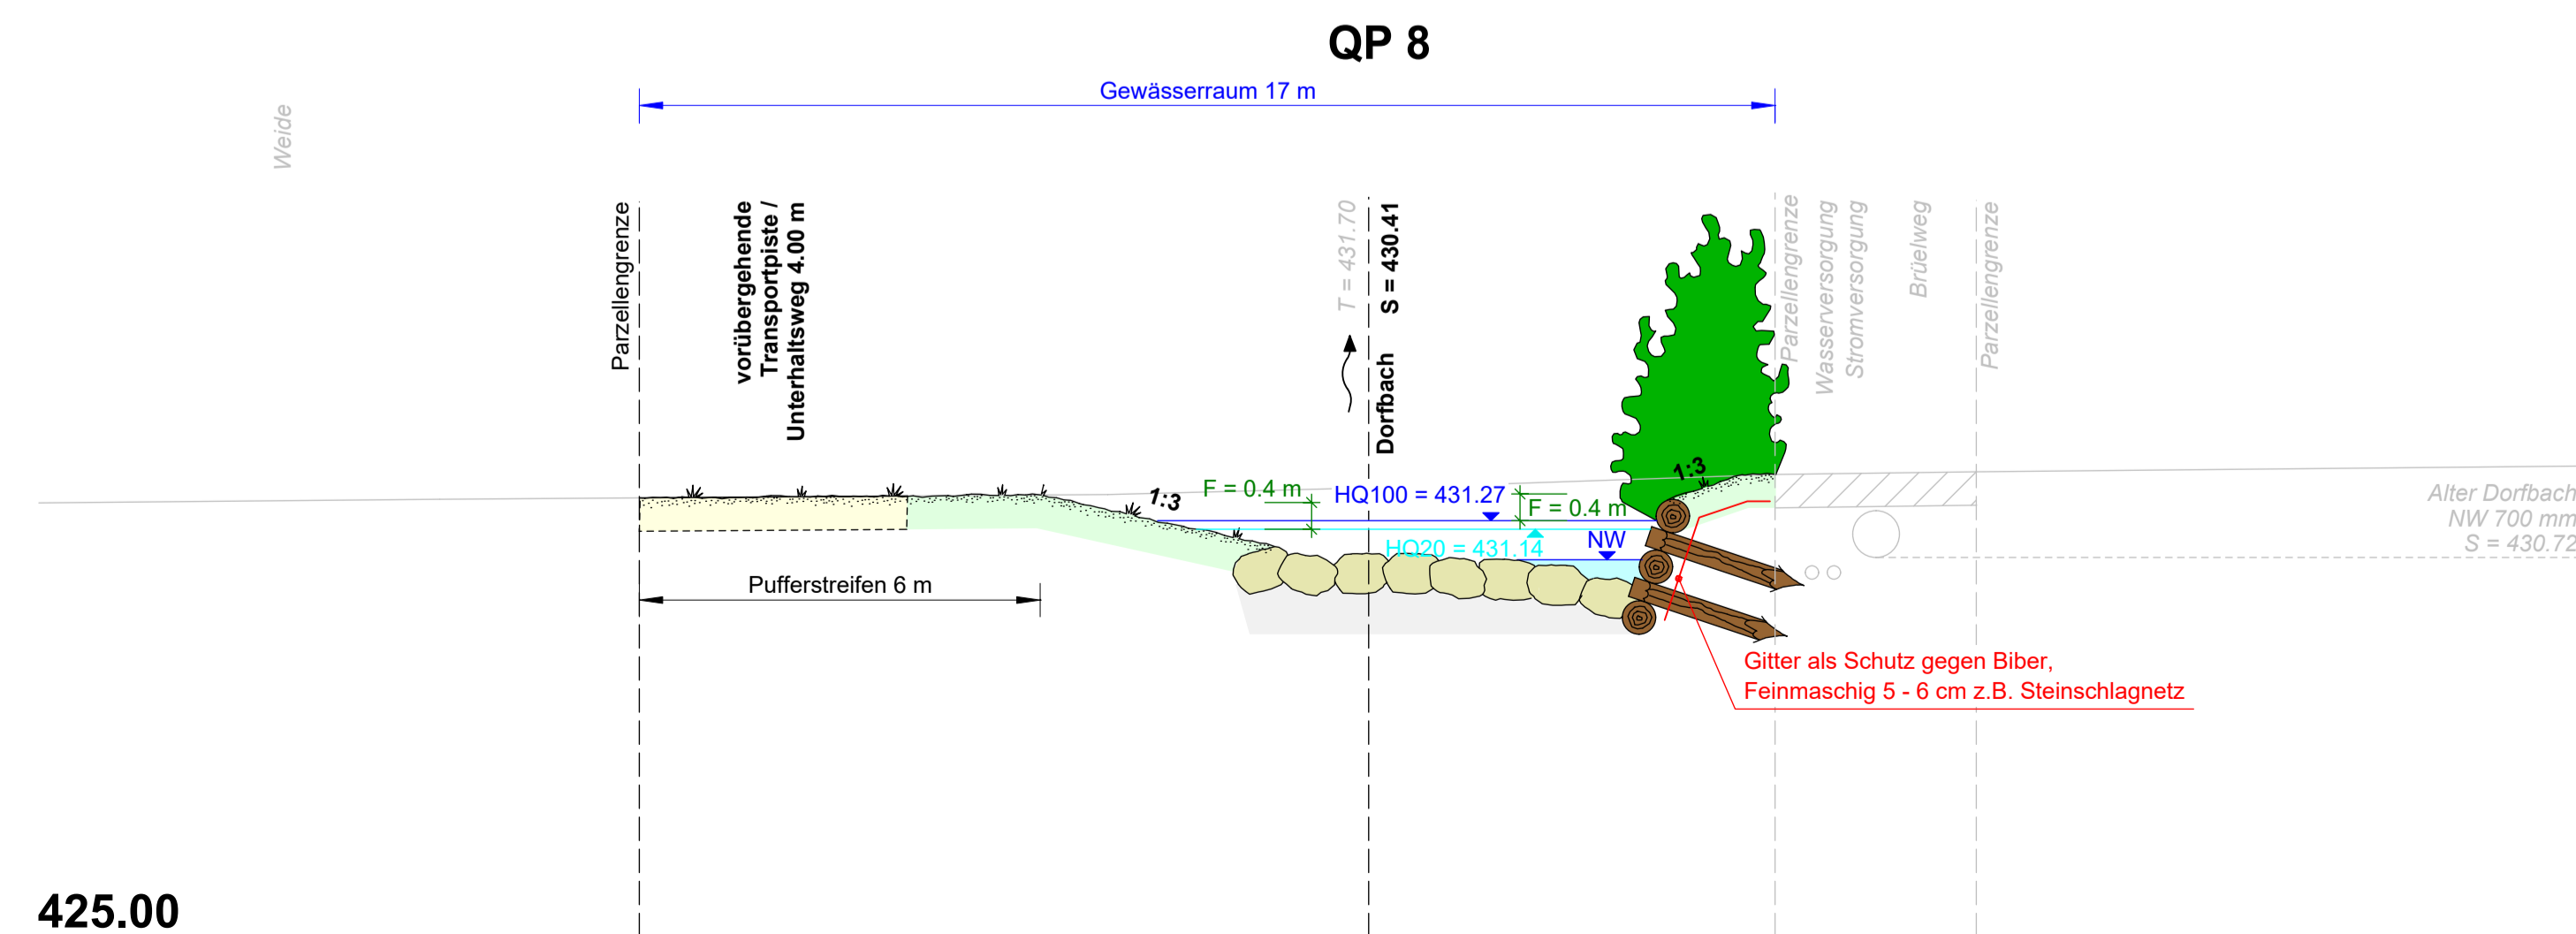 QP 8
Gewässerraum 17 m
Weide
Parzellengrenze
vorübergehende
Transportpiste /
Unterhaltsweg 4.00 m
T = 431.70
S = 430.41
Dorfbach
Parzellengrenze
Wasserversorgung
Stromversorgung
Brüelweg
Parzellengrenze
1:3
F = 0.4 m
HQ100 = 431.27
F = 0.4 m
1:3
HQ20 = 431.14
NW
Alter Dorfbach
NW 700 mm
S = 430.72
Pufferstreifen 6 m
Gitter als Schutz gegen Biber,
Feinmaschig 5 - 6 cm z.B. Steinschlagnetz
425.00